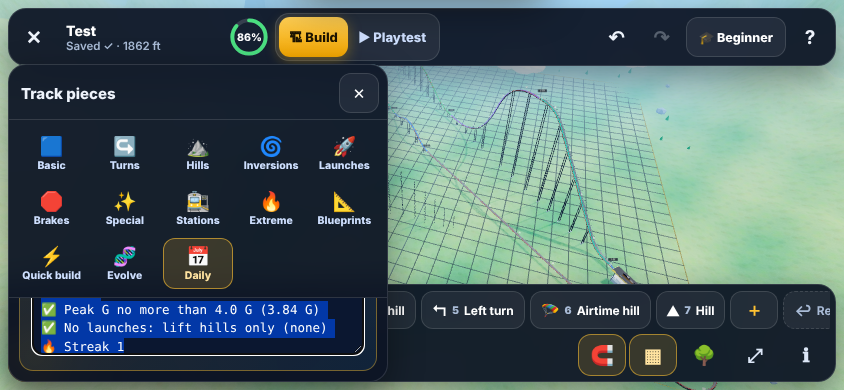 Test
Saved ✓ · 1862 ft
86%
Build
Playtest
Beginner
?
Track pieces
Basic
Turns
Hills
Inversions
Launches
Brakes
Special
Stations
Extreme
Blueprints
Quick build
Evolve
Daily
✅ Peak G no more than 4.0 G (3.84 G)
✅ No launches: lift hills only (none)
🔥 Streak 1
hill
5 Left turn
6 Airtime hill
7 Hill
+
Re